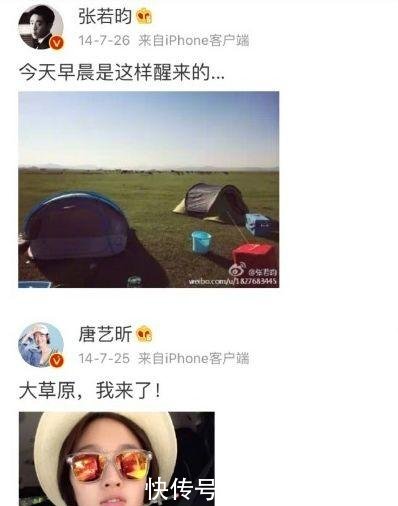 张若昀
14-7-26 来自iPhone客户端
今天早晨是这样醒来的...
@张若昀
weibo.com/u/1827683445
唐艺昕
14-7-25 来自iPhone客户端
大草原，我来了！
快传号